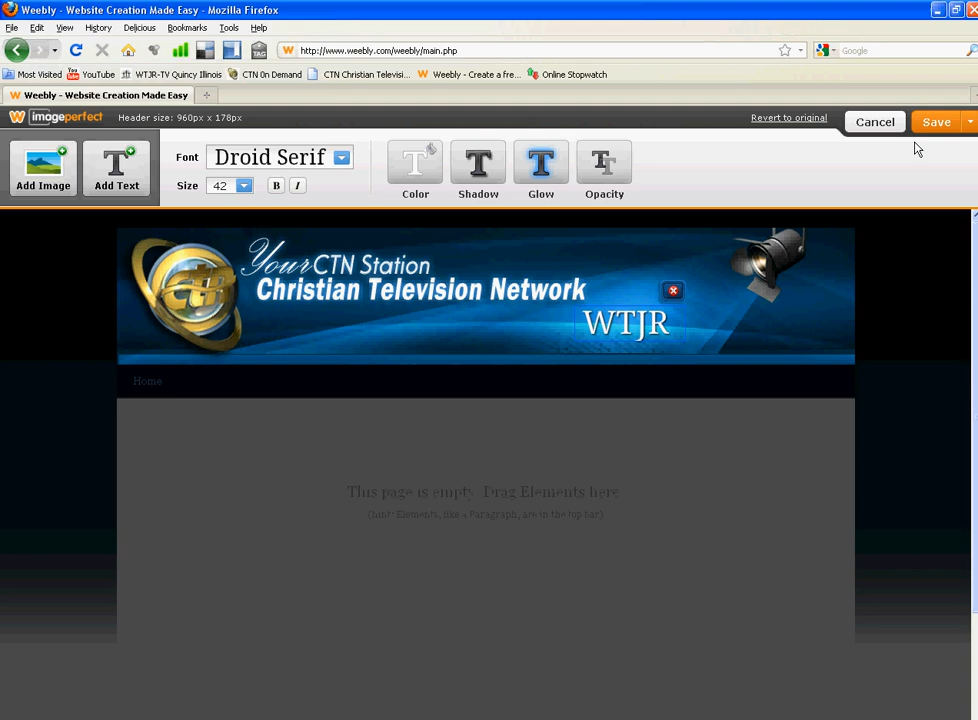 Weebly - Website Creation Made Easy - Mozilla Firefox
File Edit View History Delicious Bookmarks Tools Help
TAG W http://www.weebly.com/weebly/main.php Google
Most Visited YouTube WTJR-TV Quincy Illinois CTN On Demand CTN Christian Televisi... Weebly - Create a fre... Online Stopwatch
Weebly - Website Creation Made Easy
imageperfect Header size: 960px x 178px Revert to original Cancel Save
Add Image Add Text
Font Droid Serif
Size 42 B I
Color Shadow Glow Opacity
Your CTN Station
Christian Television Network
WTJR
ctn
Home
This page is empty. Drag Elements here
(hint: Elements, like a Paragraph, are in the top bar)